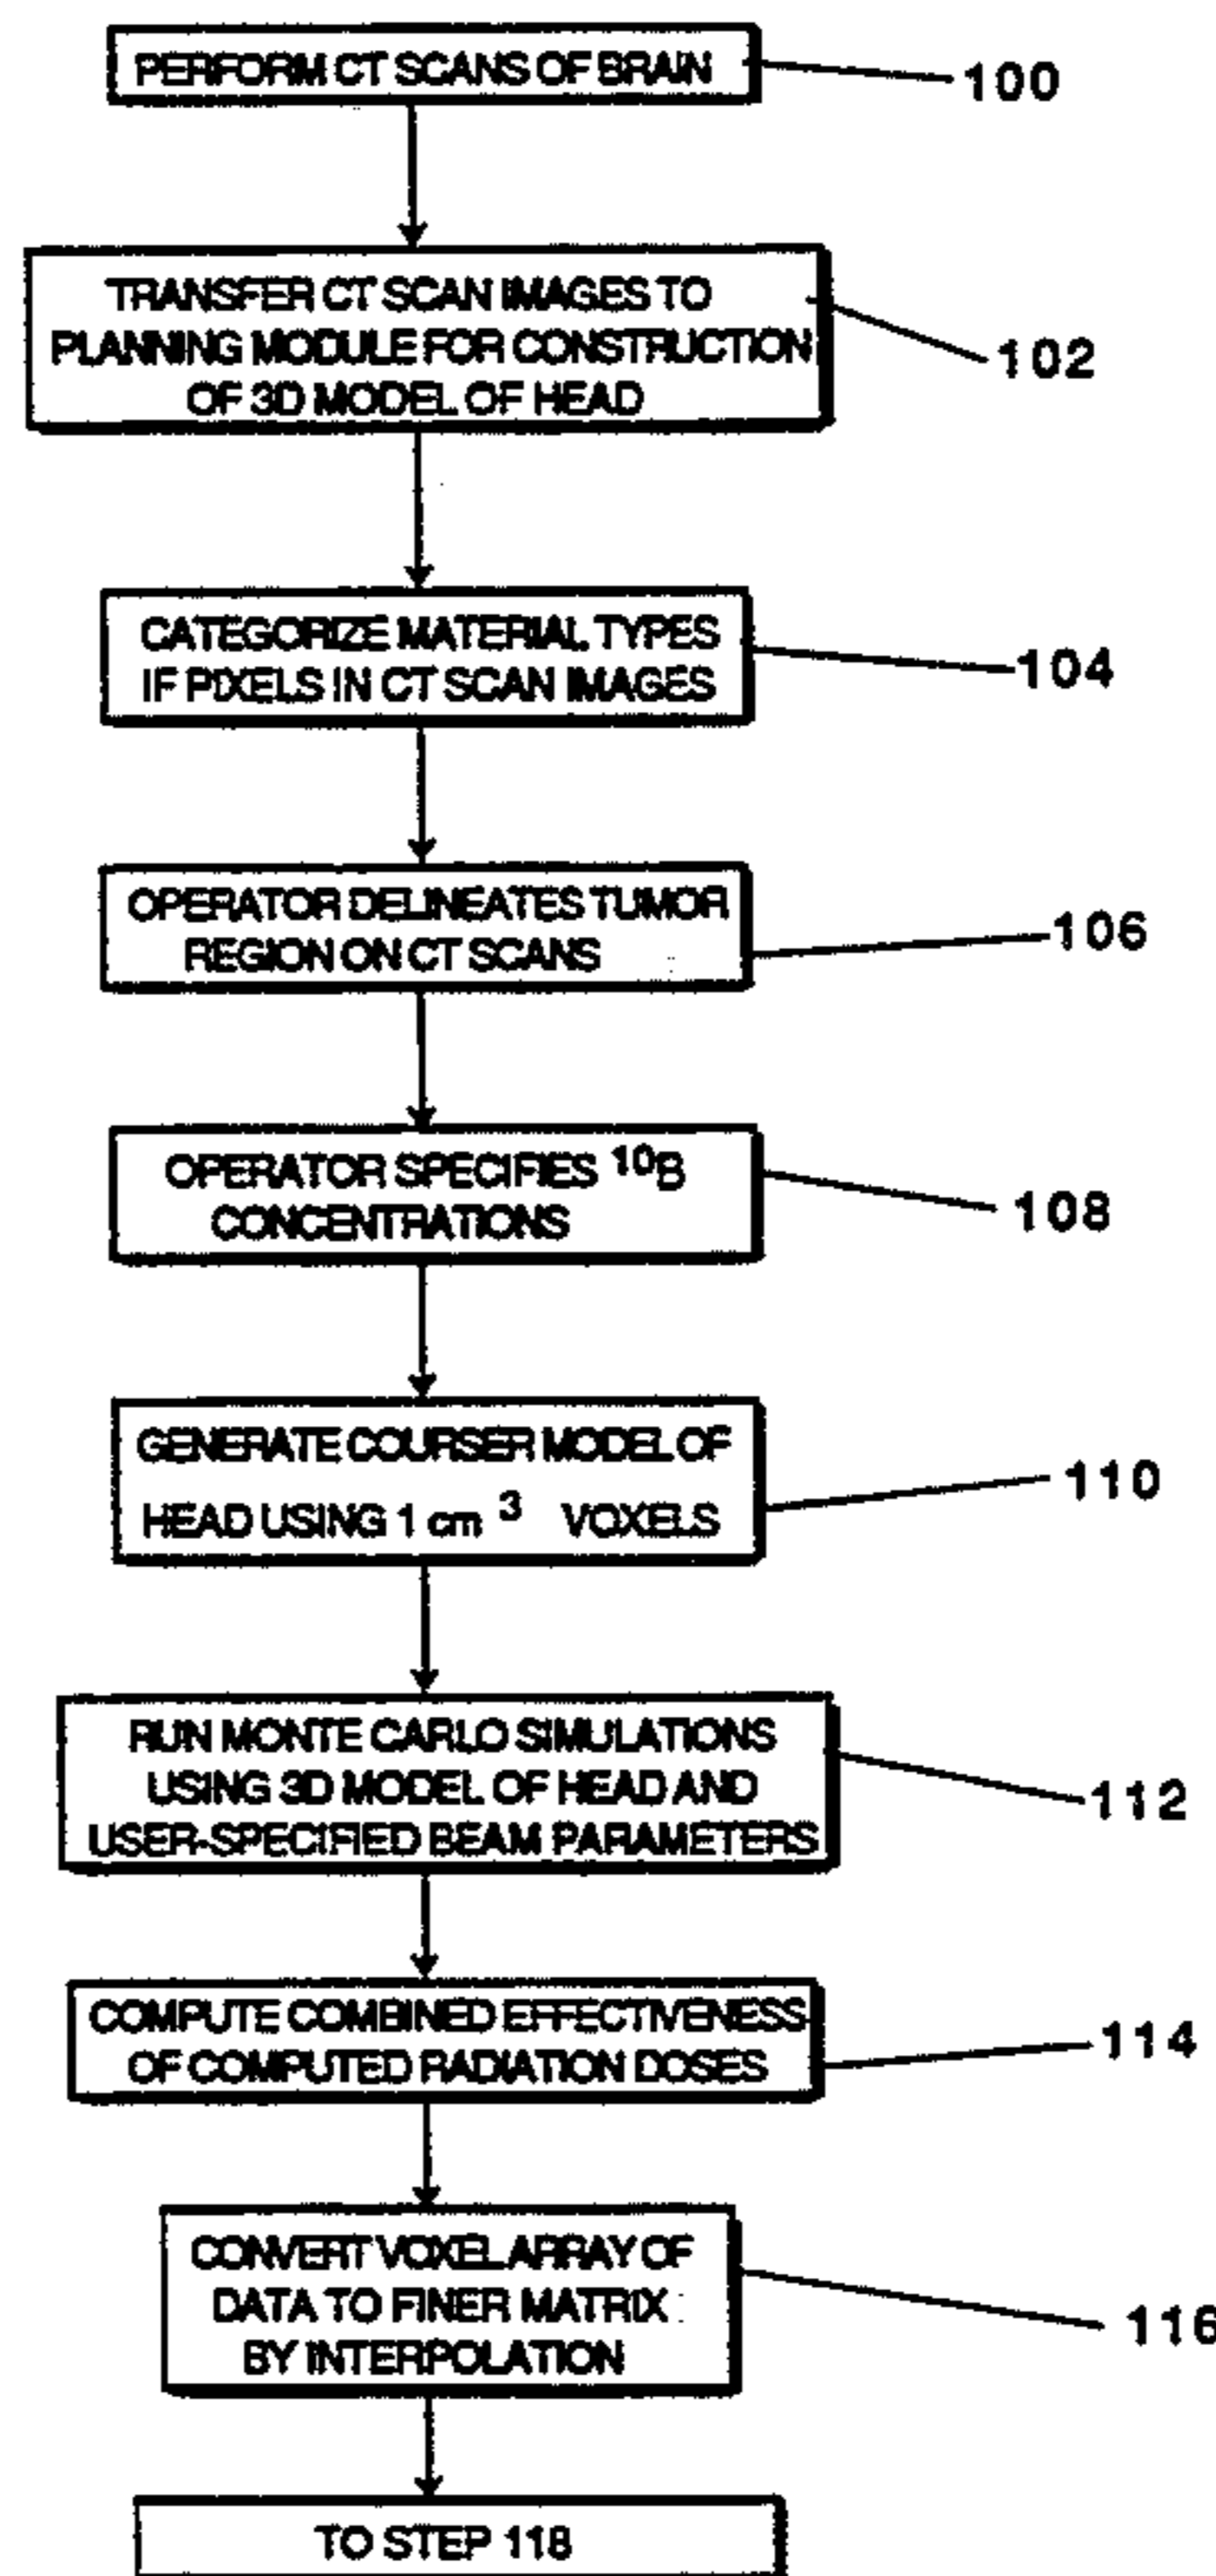 PERFORM CT SCANS OF BRAIN
100
TRANSFER CT SCAN IMAGES TO
PLANNING MODULE FOR CONSTRUCTION
OF 3D MODEL OF HEAD
102
CATEGORIZE MATERIAL TYPES
IF PIXELS IN CT SCAN IMAGES
104
OPERATOR DELINEATES TUMOR
REGION ON CT SCANS
106
OPERATOR SPECIFIES ¹⁰B
CONCENTRATIONS
108
GENERATE COURSER MODEL OF
HEAD USING 1 cm ³ VOXELS
110
RUN MONTE CARLO SIMULATIONS
USING 3D MODEL OF HEAD AND
USER-SPECIFIED BEAM PARAMETERS
112
COMPUTE COMBINED EFFECTIVENESS
OF COMPUTED RADIATION DOSES
114
CONVERT VOXEL ARRAY OF
DATA TO FINER MATRIX
BY INTERPOLATION
116
TO STEP 118